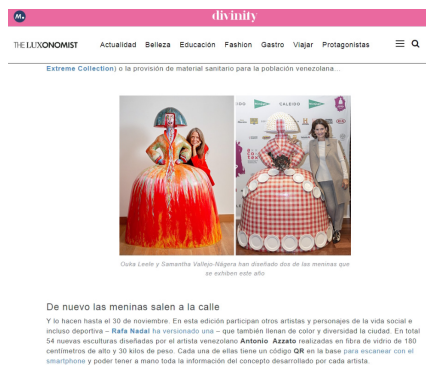 M.
divinity
THE LUXONOMIST Actualidad Belleza Educación Fashion Gastro Viajar Protagonistas
Extreme Collection) o la provisión de material sanitario para la población venezolana…
CALEIDO
Ouka Leele y Samantha Vallejo-Nágera han diseñado dos de las meninas que
se exhiben este año
De nuevo las meninas salen a la calle
Y lo hacen hasta el 30 de noviembre. En esta edición participan otros artistas y personajes de la vida social e
incluso deportiva – Rafa Nadal ha versionado una – que también llenan de color y diversidad la ciudad. En total
54 nuevas esculturas diseñadas por el artista venezolano Antonio Azzato realizadas en fibra de vidrio de 180
centímetros de alto y 30 kilos de peso. Cada una de ellas tiene un código QR en la base para escanear con el
smartphone y poder tener a mano toda la información del concepto desarrollado por cada artista.